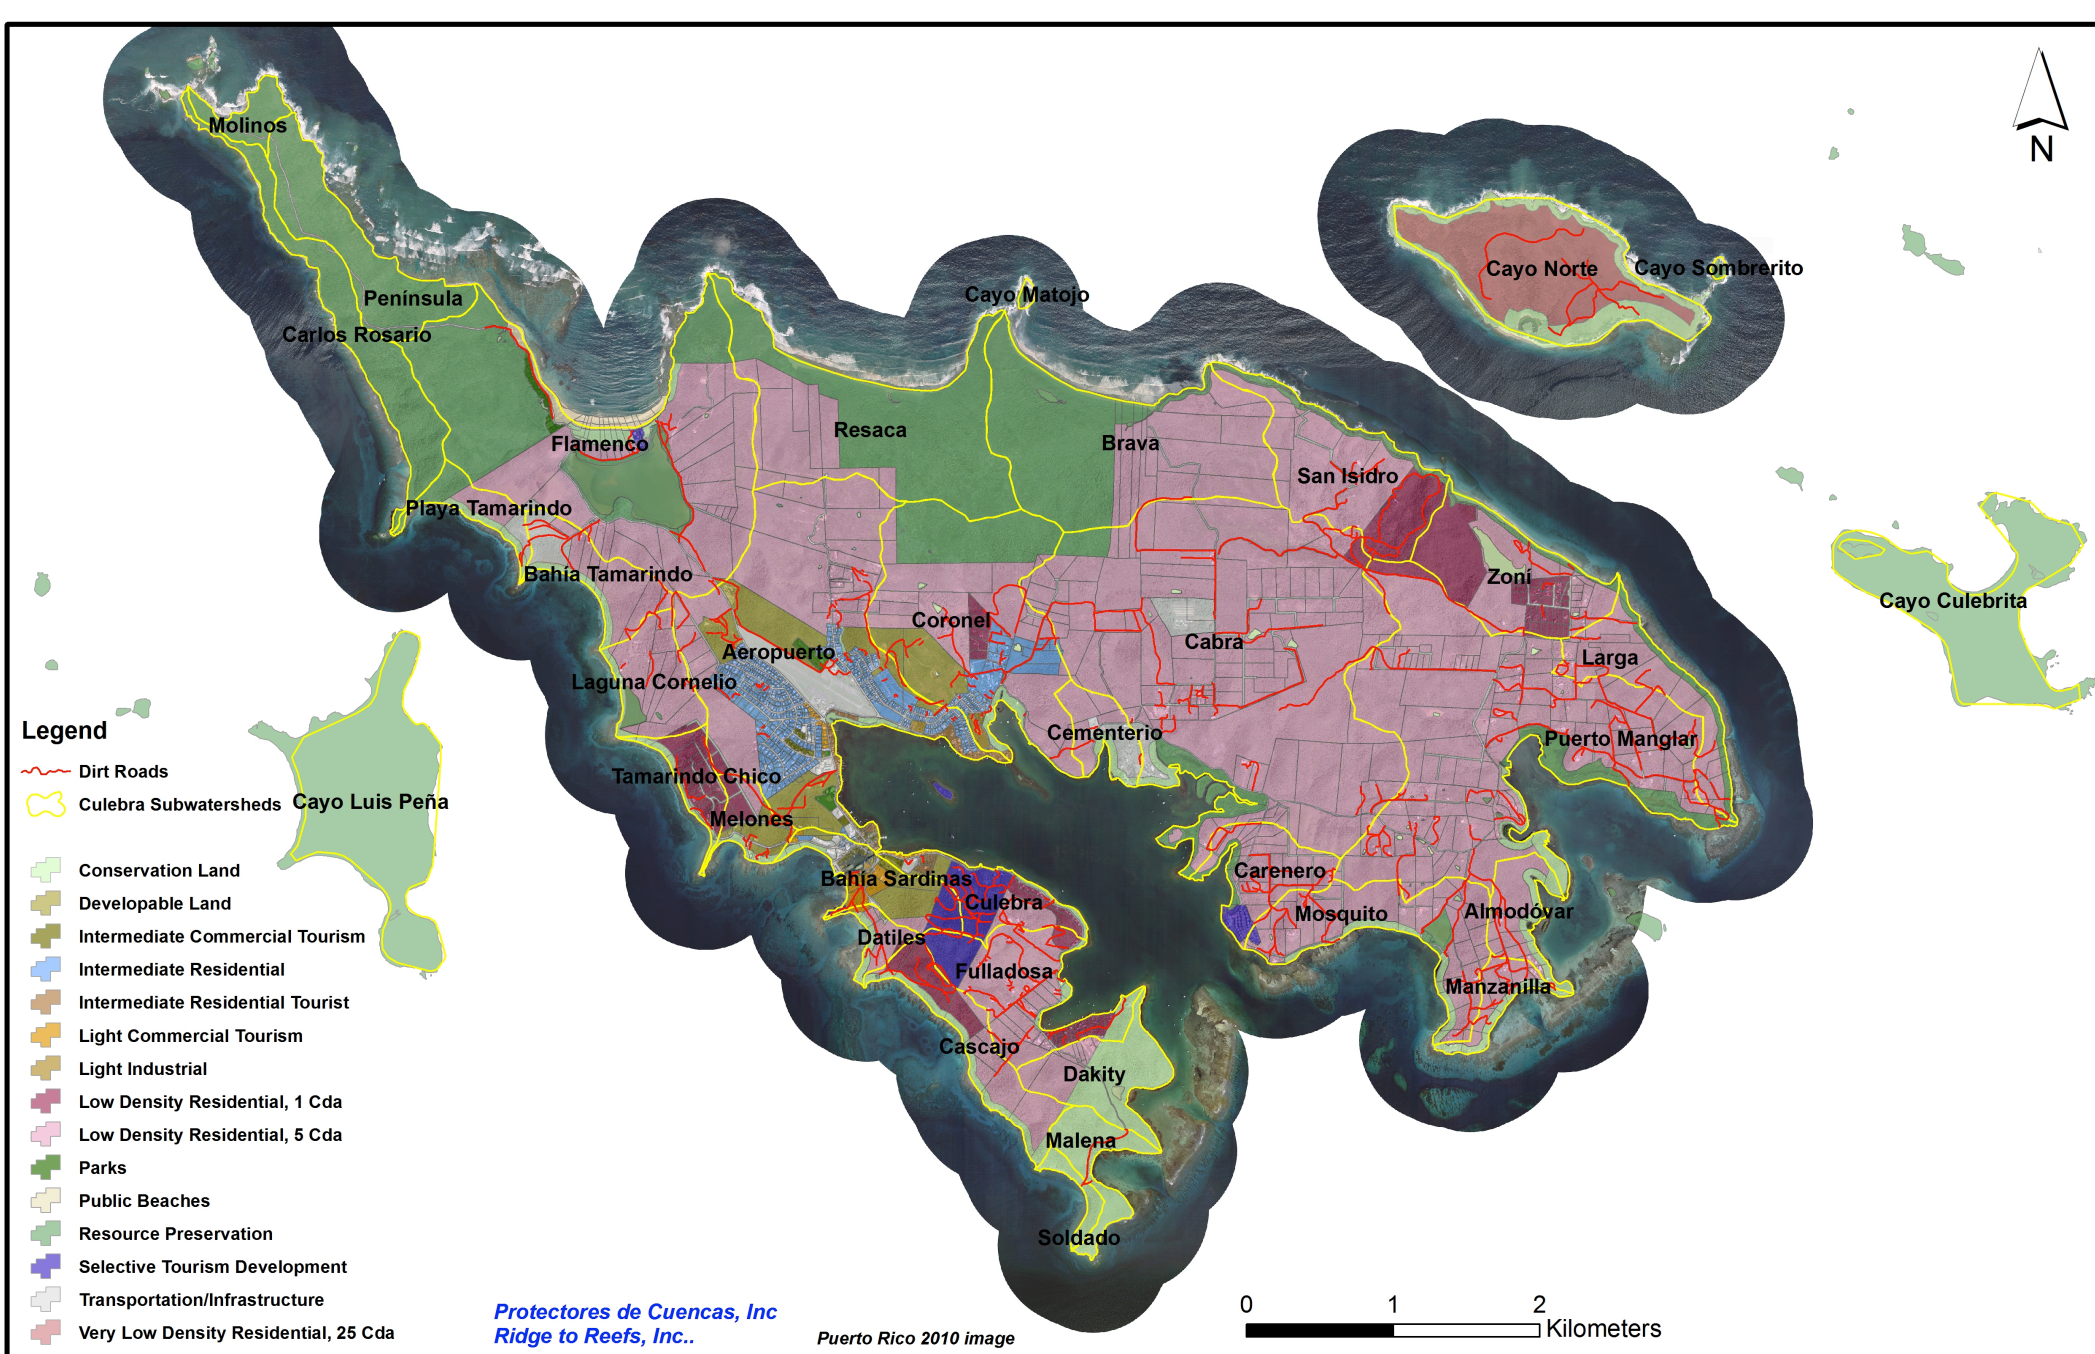 N
Molinos
Península
Carlos Rosario
Cayo Matojo
Cayo Norte
Cayo Sombrerito
Flamenco
Resaca
Brava
San Isidro
Playa Tamarindo
Bahía Tamarindo
Zoní
Cayo Culebrita
Coronel
Cabra
Aeropuerto
Larga
Laguna Cornelio
Cementerio
Puerto Manglar
Tamarindo Chico
Melones
Cayo Luis Peña
Bahía Sardinas
Culebra
Carenero
Mosquito
Almodóvar
Datiles
Fulladosa
Manzanilla
Cascajo
Dakity
Malena
Soldado
Legend
Dirt Roads
Culebra Subwatersheds
Conservation Land
Developable Land
Intermediate Commercial Tourism
Intermediate Residential
Intermediate Residential Tourist
Light Commercial Tourism
Light Industrial
Low Density Residential, 1 Cda
Low Density Residential, 5 Cda
Parks
Public Beaches
Resource Preservation
Selective Tourism Development
Transportation/Infrastructure
Very Low Density Residential, 25 Cda
Protectores de Cuencas, Inc
Ridge to Reefs, Inc..
Puerto Rico 2010 image
0 1 2
Kilometers